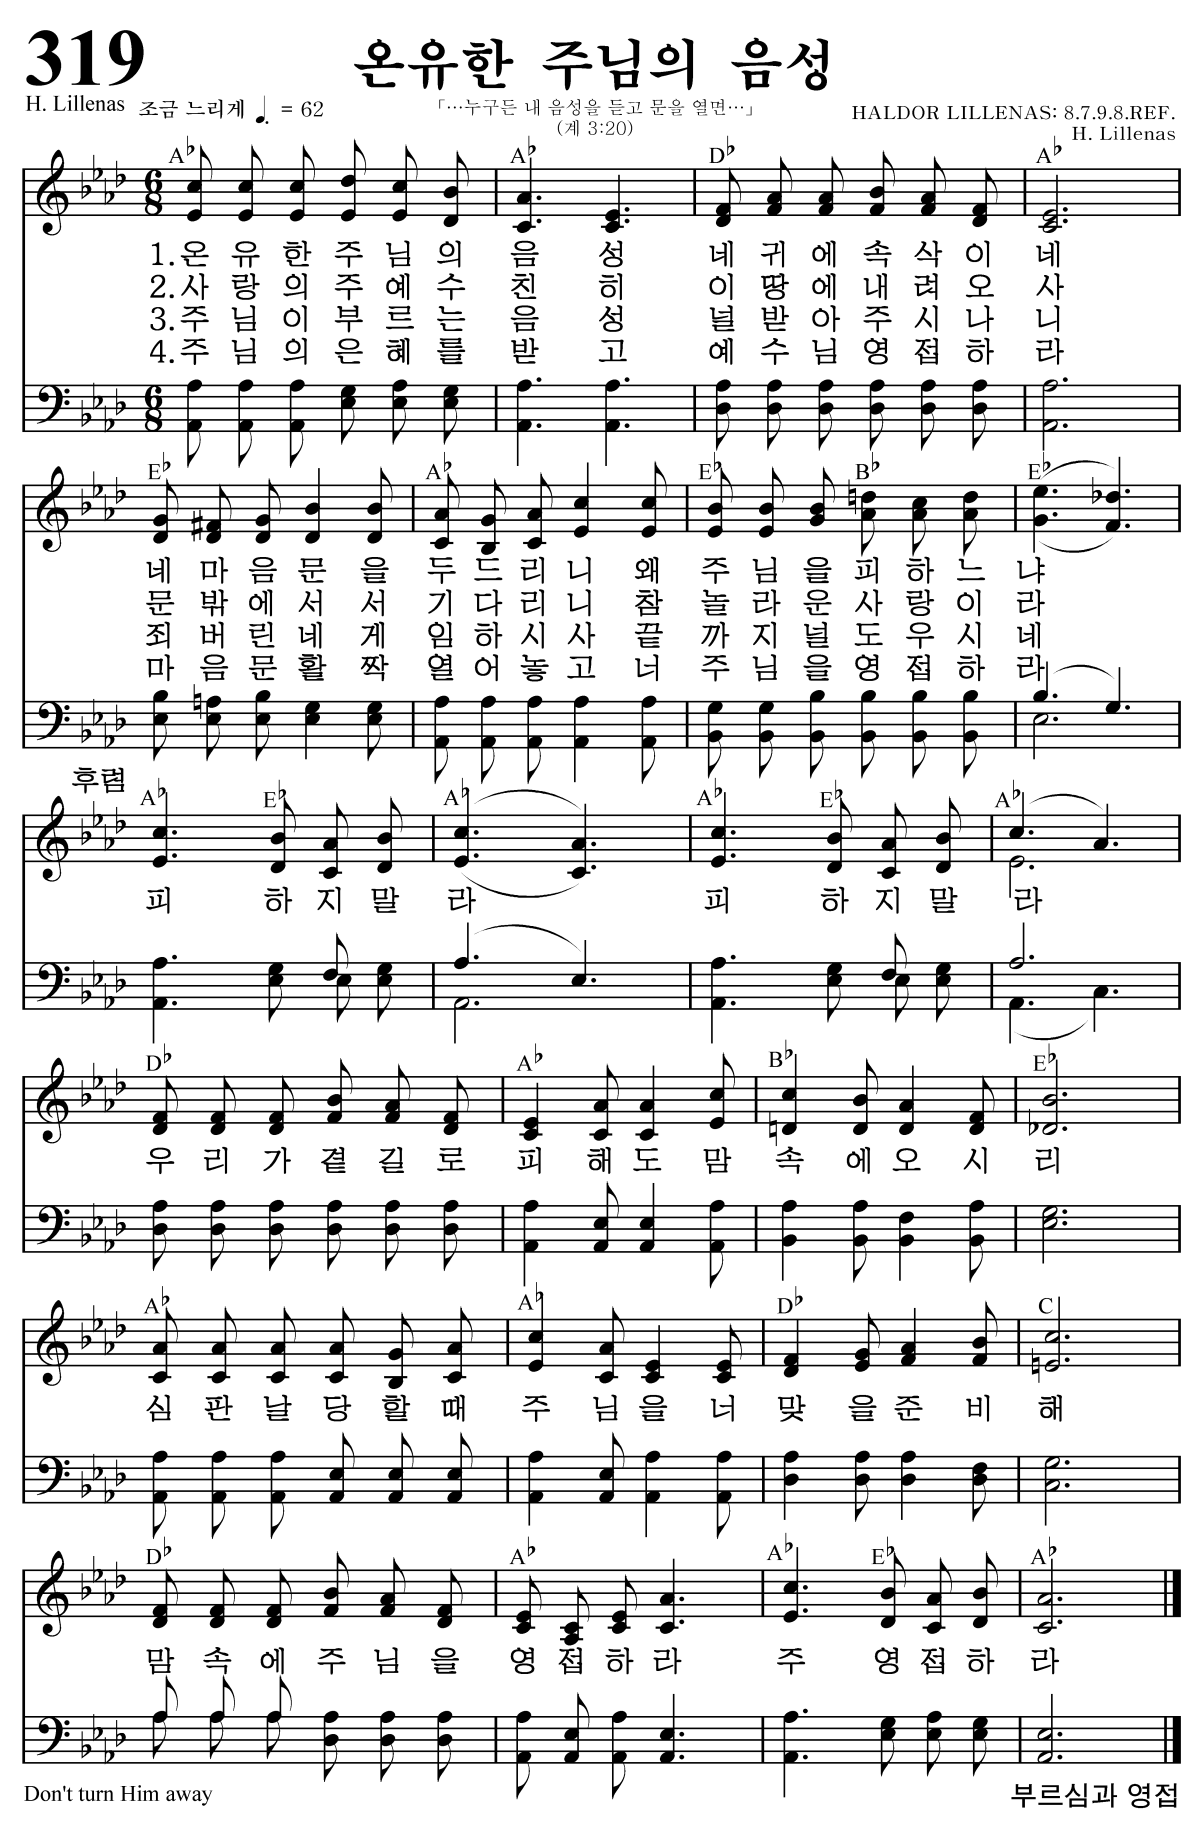 319
온유한 주님의 음성
H. Lillenas 조금 느리게 ♩. = 62
「…누구든 내 음성을 듣고 문을 열면…」
(계 3:20)
HALDOR LILLENAS: 8.7.9.8.REF.
H. Lillenas
A♭ A♭ D♭ A♭
6 8
1.온 유 한 주 님 의 음 성 네 귀 에 속 삭 이 네
2.사 랑 의 주 예 수 친 히 이 땅 에 내 려 오 사
3.주 님 이 부 르 는 음 성 널 받 아 주 시 나 니
4.주 님 의 은 혜 를 받 고 예 수 님 영 접 하 라
6 8
E♭ A♭ E♭ B♭ E♭
네 마 음 문 을 두 드 리 니 왜 주 님 을 피 하 느 냐
문 밖 에 서 서 기 다 리 니 참 놀 라 운 사 랑 이 라
죄 버 린 네 게 임 하 시 사 끝 까 지 널 도 우 시 네
마 음 문 활 짝 열 어 놓 고 너 주 님 을 영 접 하 라
후렴
A♭ E♭ A♭ A♭ E♭ A♭
피 하 지 말 라 피 하 지 말 라
D♭ A♭ B♭ E♭
우 리 가 곁 길 로 피 해 도 맘 속 에 오 시 리
A♭ A♭ D♭ C
심 판 날 당 할 때 주 님 을 너 맞 을 준 비 해
D♭ A♭ A♭ E♭ A♭
맘 속 에 주 님 을 영 접 하 라 주 영 접 하 라
Don't turn Him away
부르심과 영접